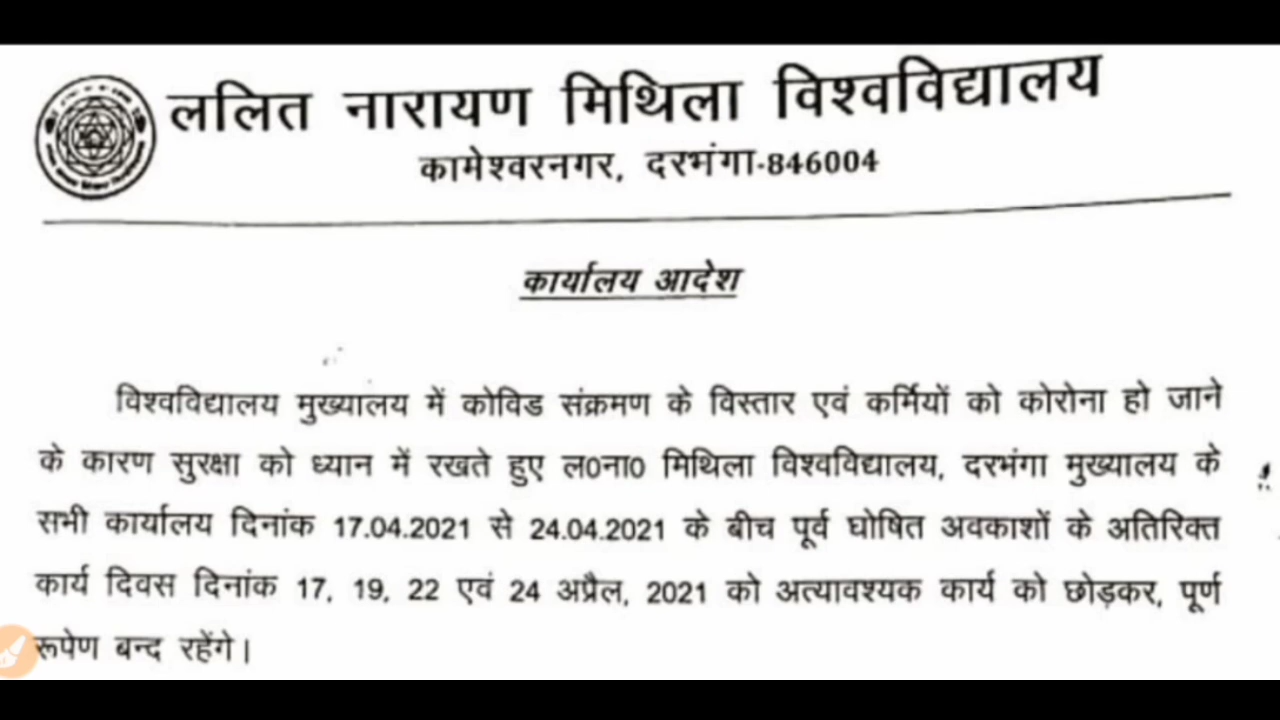 ललित नारायण मिथिला विश्वविद्यालय
कामेश्वरनगर, दरभंगा-846004
कार्यालय आदेश
विश्वविद्यालय मुख्यालय में कोविड संक्रमण के विस्तार एवं कर्मियों को कोरोना हो जाने
के कारण सुरक्षा को ध्यान में रखते हुए ल0ना0 मिथिला विश्वविद्यालय, दरभंगा मुख्यालय के
सभी कार्यालय दिनांक 17.04.2021 से 24.04.2021 के बीच पूर्व घोषित अवकाशों के अतिरिक्त
कार्य दिवस दिनांक 17, 19, 22 एवं 24 अप्रैल, 2021 को अत्यावश्यक कार्य को छोड़कर, पूर्ण
रूपेण बन्द रहेंगे।